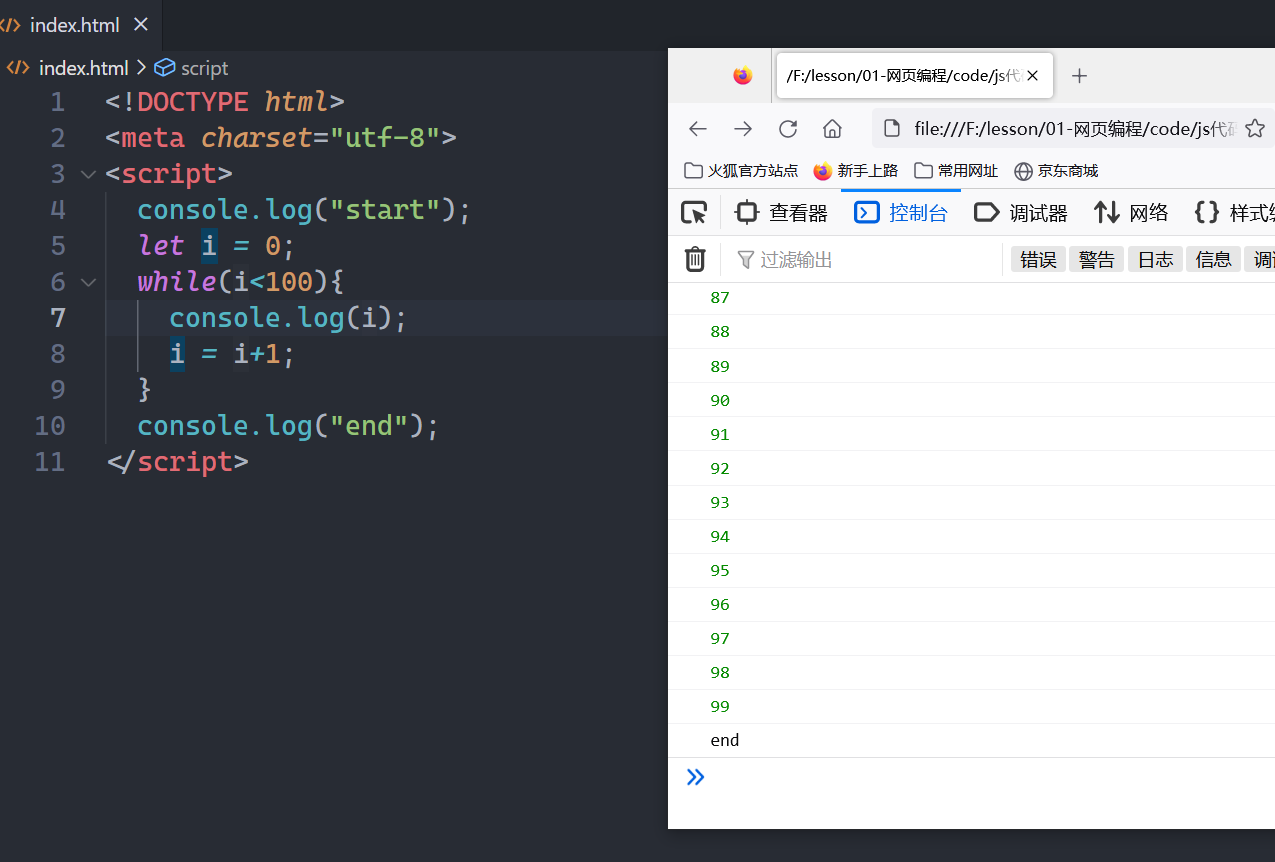 index.html
index.html > script
1 <!DOCTYPE html>
2 <meta charset="utf-8">
3 <script>
4 console.log("start");
5 let i = 0;
6 while(i<100){
7 console.log(i);
8 i = i+1;
9 }
10 console.log("end");
11 </script>
/F:/lesson/01-网页编程/code/js代
file:///F:/lesson/01-网页编程/code/js代码
火狐官方站点 新手上路 常用网址 京东商城
查看器 控制台 调试器 网络 {} 样式
过滤输出 错误 警告 日志 信息 调
87
88
89
90
91
92
93
94
95
96
97
98
99
end